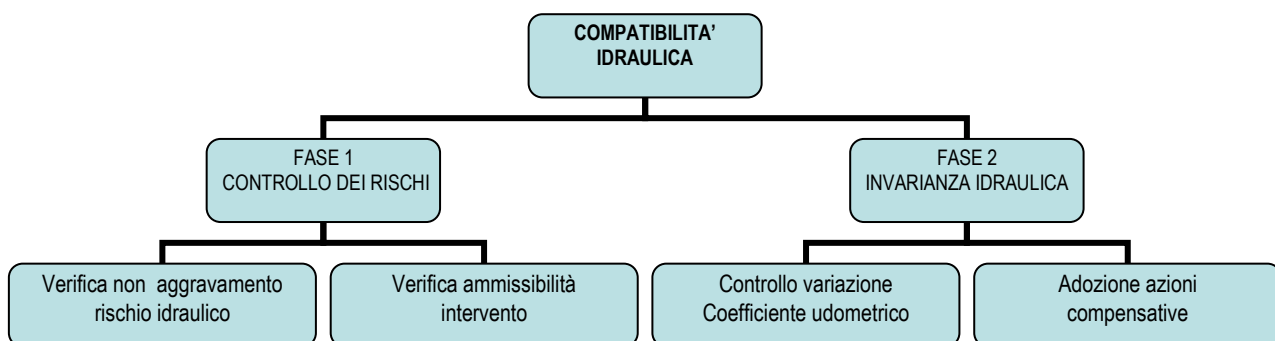 COMPATIBILITA'
IDRAULICA
FASE 1
CONTROLLO DEI RISCHI
FASE 2
INVARIANZA IDRAULICA
Verifica non aggravamento
rischio idraulico
Verifica ammissibilità
intervento
Controllo variazione
Coefficiente udometrico
Adozione azioni
compensative